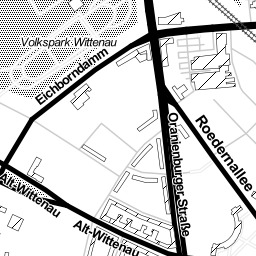 Volkspark Wittenau
Eichborndamm
Oranienburger Straße
Roedernallee
Alt-Wittenau
Alt-Wittenau